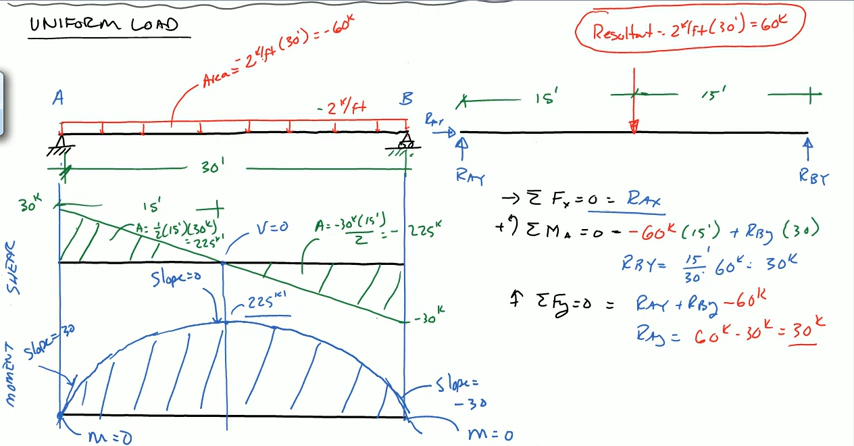 UNIFORM LOAD
Resultant = 2ᴷ/ft (30') = 60ᴷ
Area = -2ᴷ/ft (30') = -60ᴷ
A
B
-2ᴷ/ft
15'
15'
RAX
30'
RAY
RBY
30ᴷ
15'
A = ½(15')(30ᴷ)
= 225ᴷ'
V=0
A = -30ᴷ(15')/2 = -225ᴷ
→ Σ Fx = 0 = RAX
+↑) Σ MA = 0 = -60ᴷ(15') + RBy (30)
RBY = 15'/30' 60ᴷ = 30ᴷ
SHEAR
Slope=0
225ᴷ'
-30ᴷ
↑ ΣFy=0 = RAY + RBy -60ᴷ
RAy = 60ᴷ - 30ᴷ = 30ᴷ
Slope=30
MOMENT
Slope=
-30
M=0
M=0